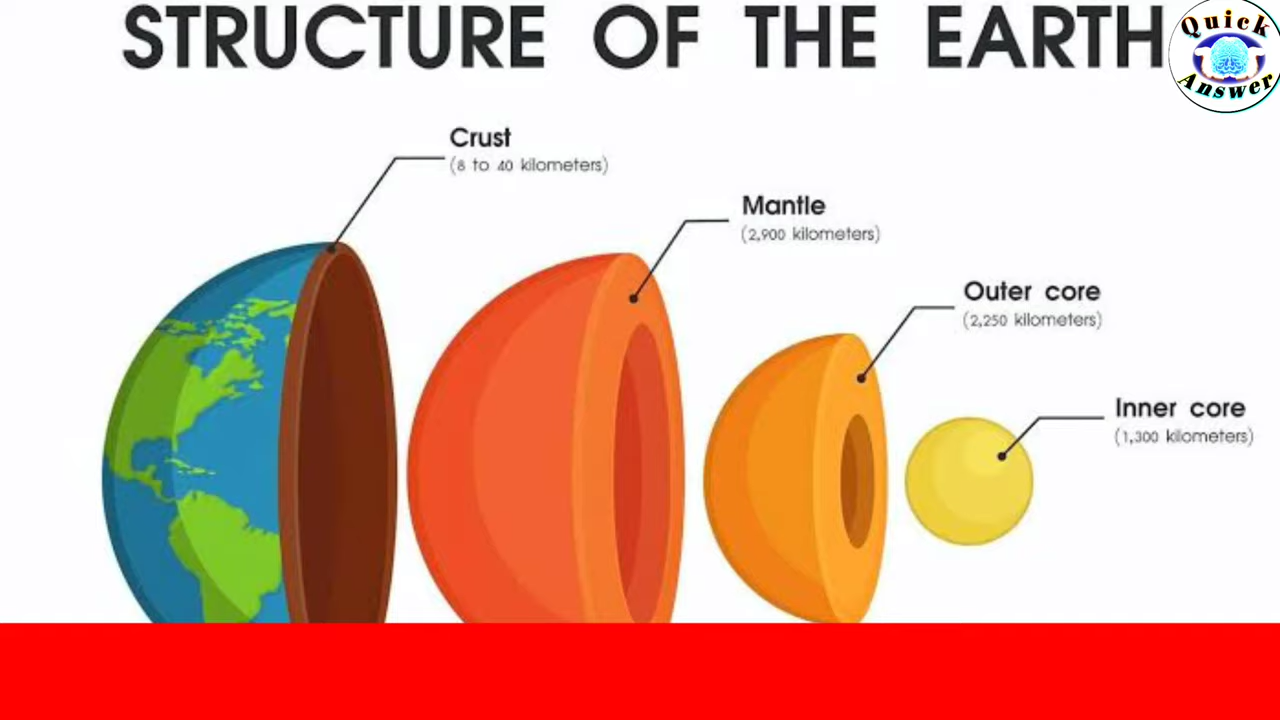 STRUCTURE OF THE EARTH
Quick
Answer
Crust
(8 to 40 kilometers)
Mantle
(2,900 kilometers)
Outer core
(2,250 kilometers)
Inner core
(1,300 kilometers)